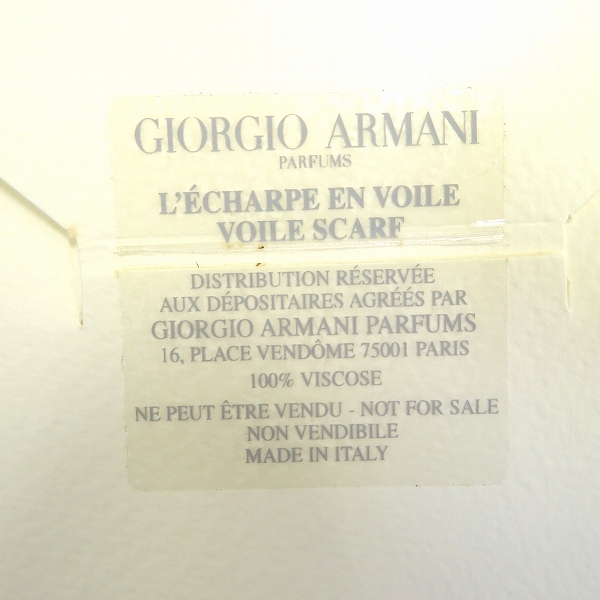 GIORGIO ARMANI
PARFUMS
L'ÉCHARPE EN VOILE
VOILE SCARF
DISTRIBUTION RÉSERVÉE
AUX DÉPOSITAIRES AGRÉÉS PAR
GIORGIO ARMANI PARFUMS
16, PLACE VENDÔME 75001 PARIS
100% VISCOSE
NE PEUT ÊTRE VENDU - NOT FOR SALE
NON VENDIBILE
MADE IN ITALY